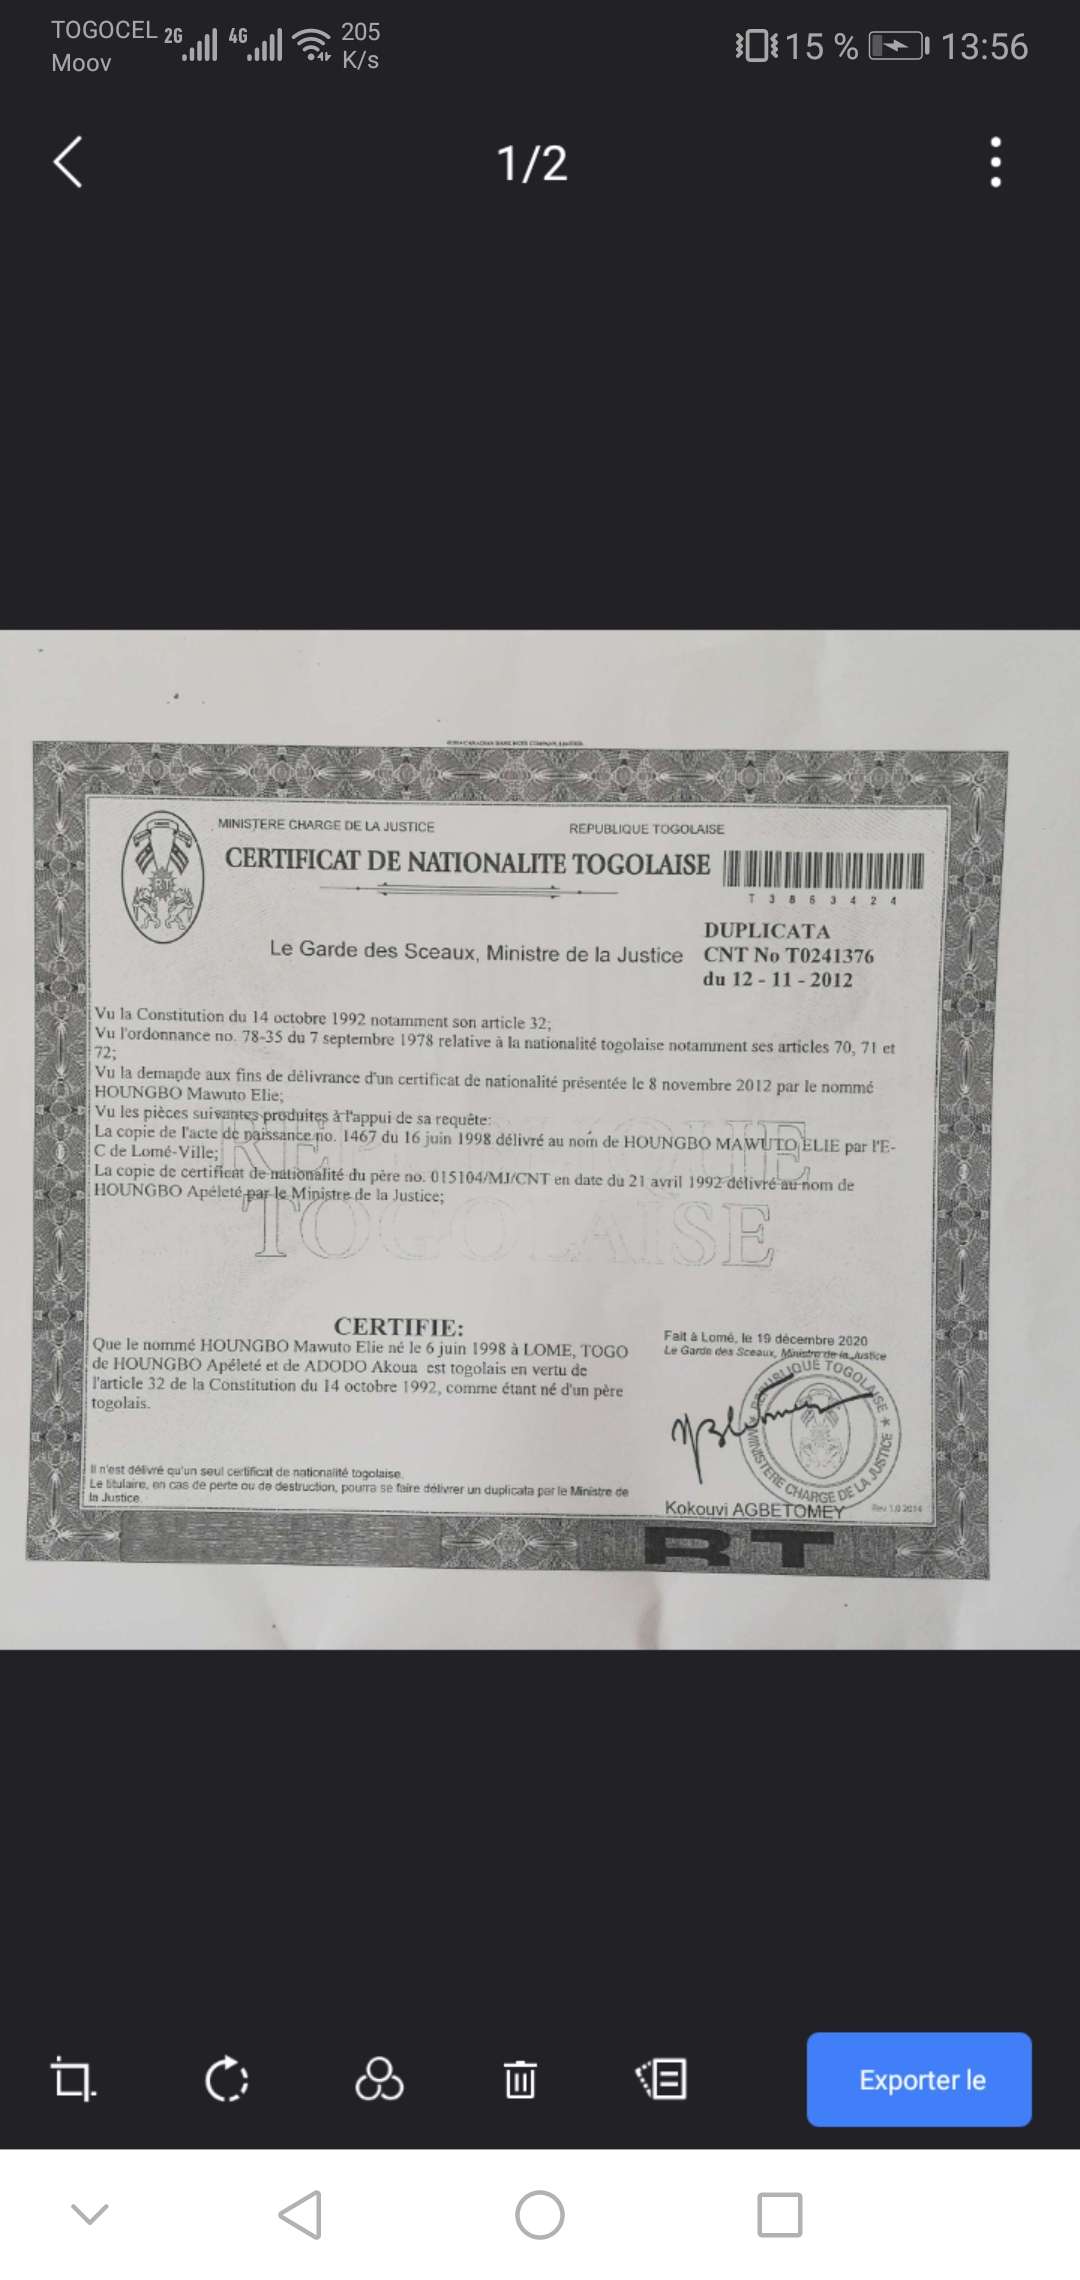 TOGOCEL 2G 4G 205 K/s 15 % 13:56
Moov
1/2
MINISTERE CHARGE DE LA JUSTICE
REPUBLIQUE TOGOLAISE
CERTIFICAT DE NATIONALITE TOGOLAISE
T 3 8 6 3 4 2 4
DUPLICATA
Le Garde des Sceaux, Ministre de la Justice
CNT No T0241376
du 12 - 11 - 2012
Vu la Constitution du 14 octobre 1992 notamment son article 32;
Vu l'ordonnance no. 78-35 du 7 septembre 1978 relative à la nationalité togolaise notamment ses articles 70, 71 et
72;
Vu la demande aux fins de délivrance d'un certificat de nationalité présentée le 8 novembre 2012 par le nommé
HOUNGBO Mawuto Elie;
Vu les pièces suivantes produites à l'appui de sa requête:
La copie de l'acte de naissance no. 1467 du 16 juin 1998 délivré au nom de HOUNGBO MAWUTO ELIE par l'E-
C de Lomé-Ville;
La copie de certificat de nationalité du père no. 015104/MJ/CNT en date du 21 avril 1992 délivré au nom de
HOUNGBO Apéleté par le Ministre de la Justice;
REPUBLIQUE
TOGOLAISE
CERTIFIE:
Que le nommé HOUNGBO Mawuto Elie né le 6 juin 1998 à LOME, TOGO
de HOUNGBO Apéleté et de ADODO Akoua est togolais en vertu de
l'article 32 de la Constitution du 14 octobre 1992, comme étant né d'un père
togolais.
Fait à Lomé, le 19 décembre 2020
Le Garde des Sceaux, Ministre de la Justice
REPUBLIQUE TOGOLAISE
MINISTERE CHARGE DE LA JUSTICE
Il n'est délivré qu'un seul certificat de nationalité togolaise.
Le titulaire, en cas de perte ou de destruction, pourra se faire délivrer un duplicata par le Ministre de
la Justice.
Kokouvi AGBETOMEY
Rev 1.0 2014
RT
Exporter le